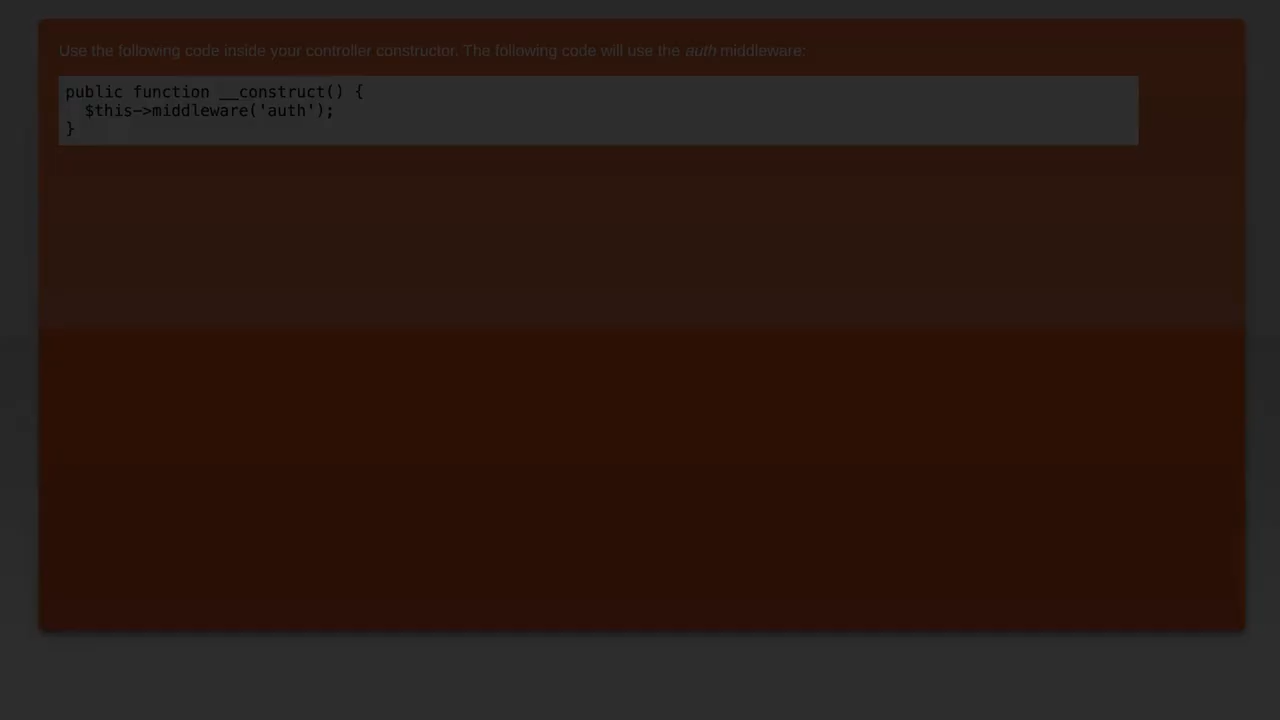 Use the following code inside your controller constructor. The following code will use the auth middleware:
public function __construct() {
  $this->middleware('auth');
}